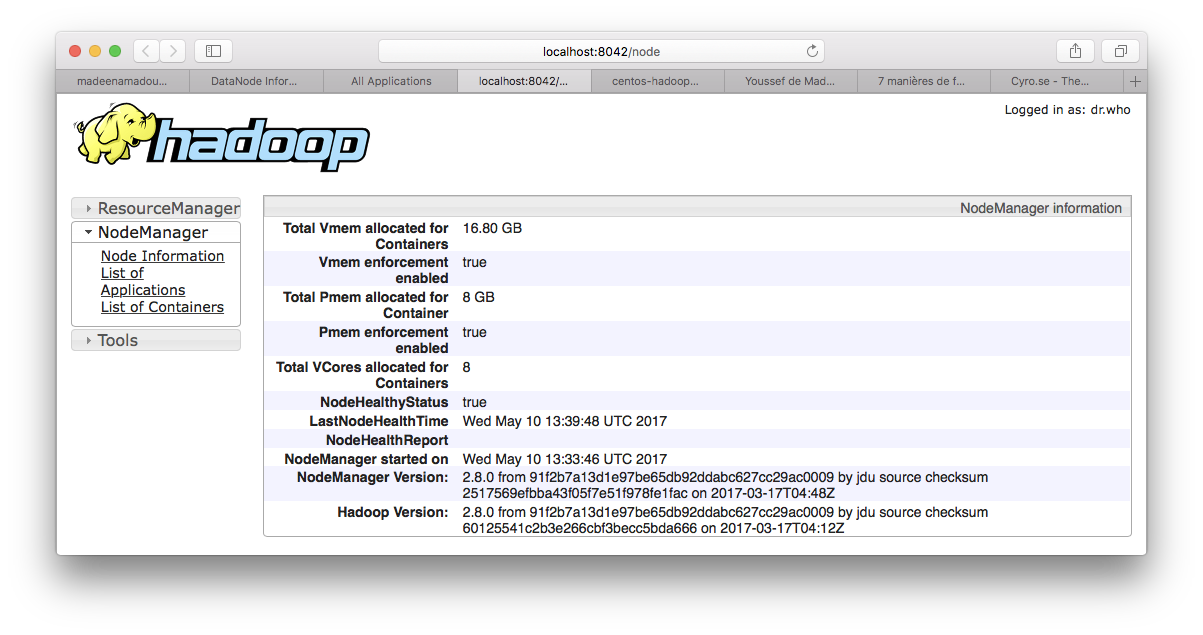 localhost:8042/node
madeenamadou...
DataNode Infor...
All Applications
localhost:8042/...
centos-hadoop...
Youssef de Mad...
7 manières de f...
Cyro.se - The...
Logged in as: dr.who
hadoop
ResourceManager
NodeManager
Node Information
List of
Applications
List of Containers
Tools
NodeManager information
Total Vmem allocated for
Containers
16.80 GB
Vmem enforcement
enabled
true
Total Pmem allocated for
Container
8 GB
Pmem enforcement
enabled
true
Total VCores allocated for
Containers
8
NodeHealthyStatus
true
LastNodeHealthTime
Wed May 10 13:39:48 UTC 2017
NodeHealthReport
NodeManager started on
Wed May 10 13:33:46 UTC 2017
NodeManager Version:
2.8.0 from 91f2b7a13d1e97be65db92ddabc627cc29ac0009 by jdu source checksum
2517569efbba43f05f7e51f978fe1fac on 2017-03-17T04:48Z
Hadoop Version:
2.8.0 from 91f2b7a13d1e97be65db92ddabc627cc29ac0009 by jdu source checksum
60125541c2b3e266cbf3becc5bda666 on 2017-03-17T04:12Z